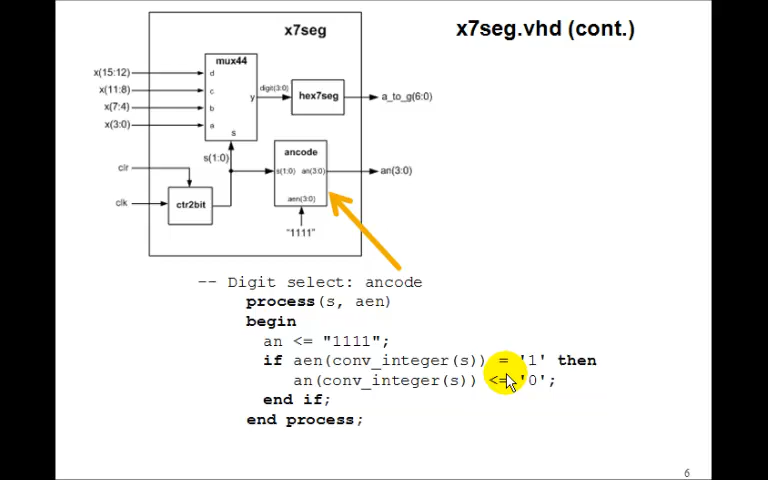 x7seg
x7seg.vhd (cont.)
mux44
x(15:12)
d
x(11:8)
c
digit(3:0)
y
hex7seg
a_to_g(6:0)
x(7:4)
b
x(3:0)
a
s
s(1:0)
ancode
clr
s(1:0) an(3:0)
an(3:0)
clk
ctr2bit
aen(3:0)
"1111"
-- Digit select: ancode
process(s, aen)
begin
an <= "1111";
if aen(conv_integer(s)) = '1' then
an(conv_integer(s)) <= '0';
end if;
end process;
6